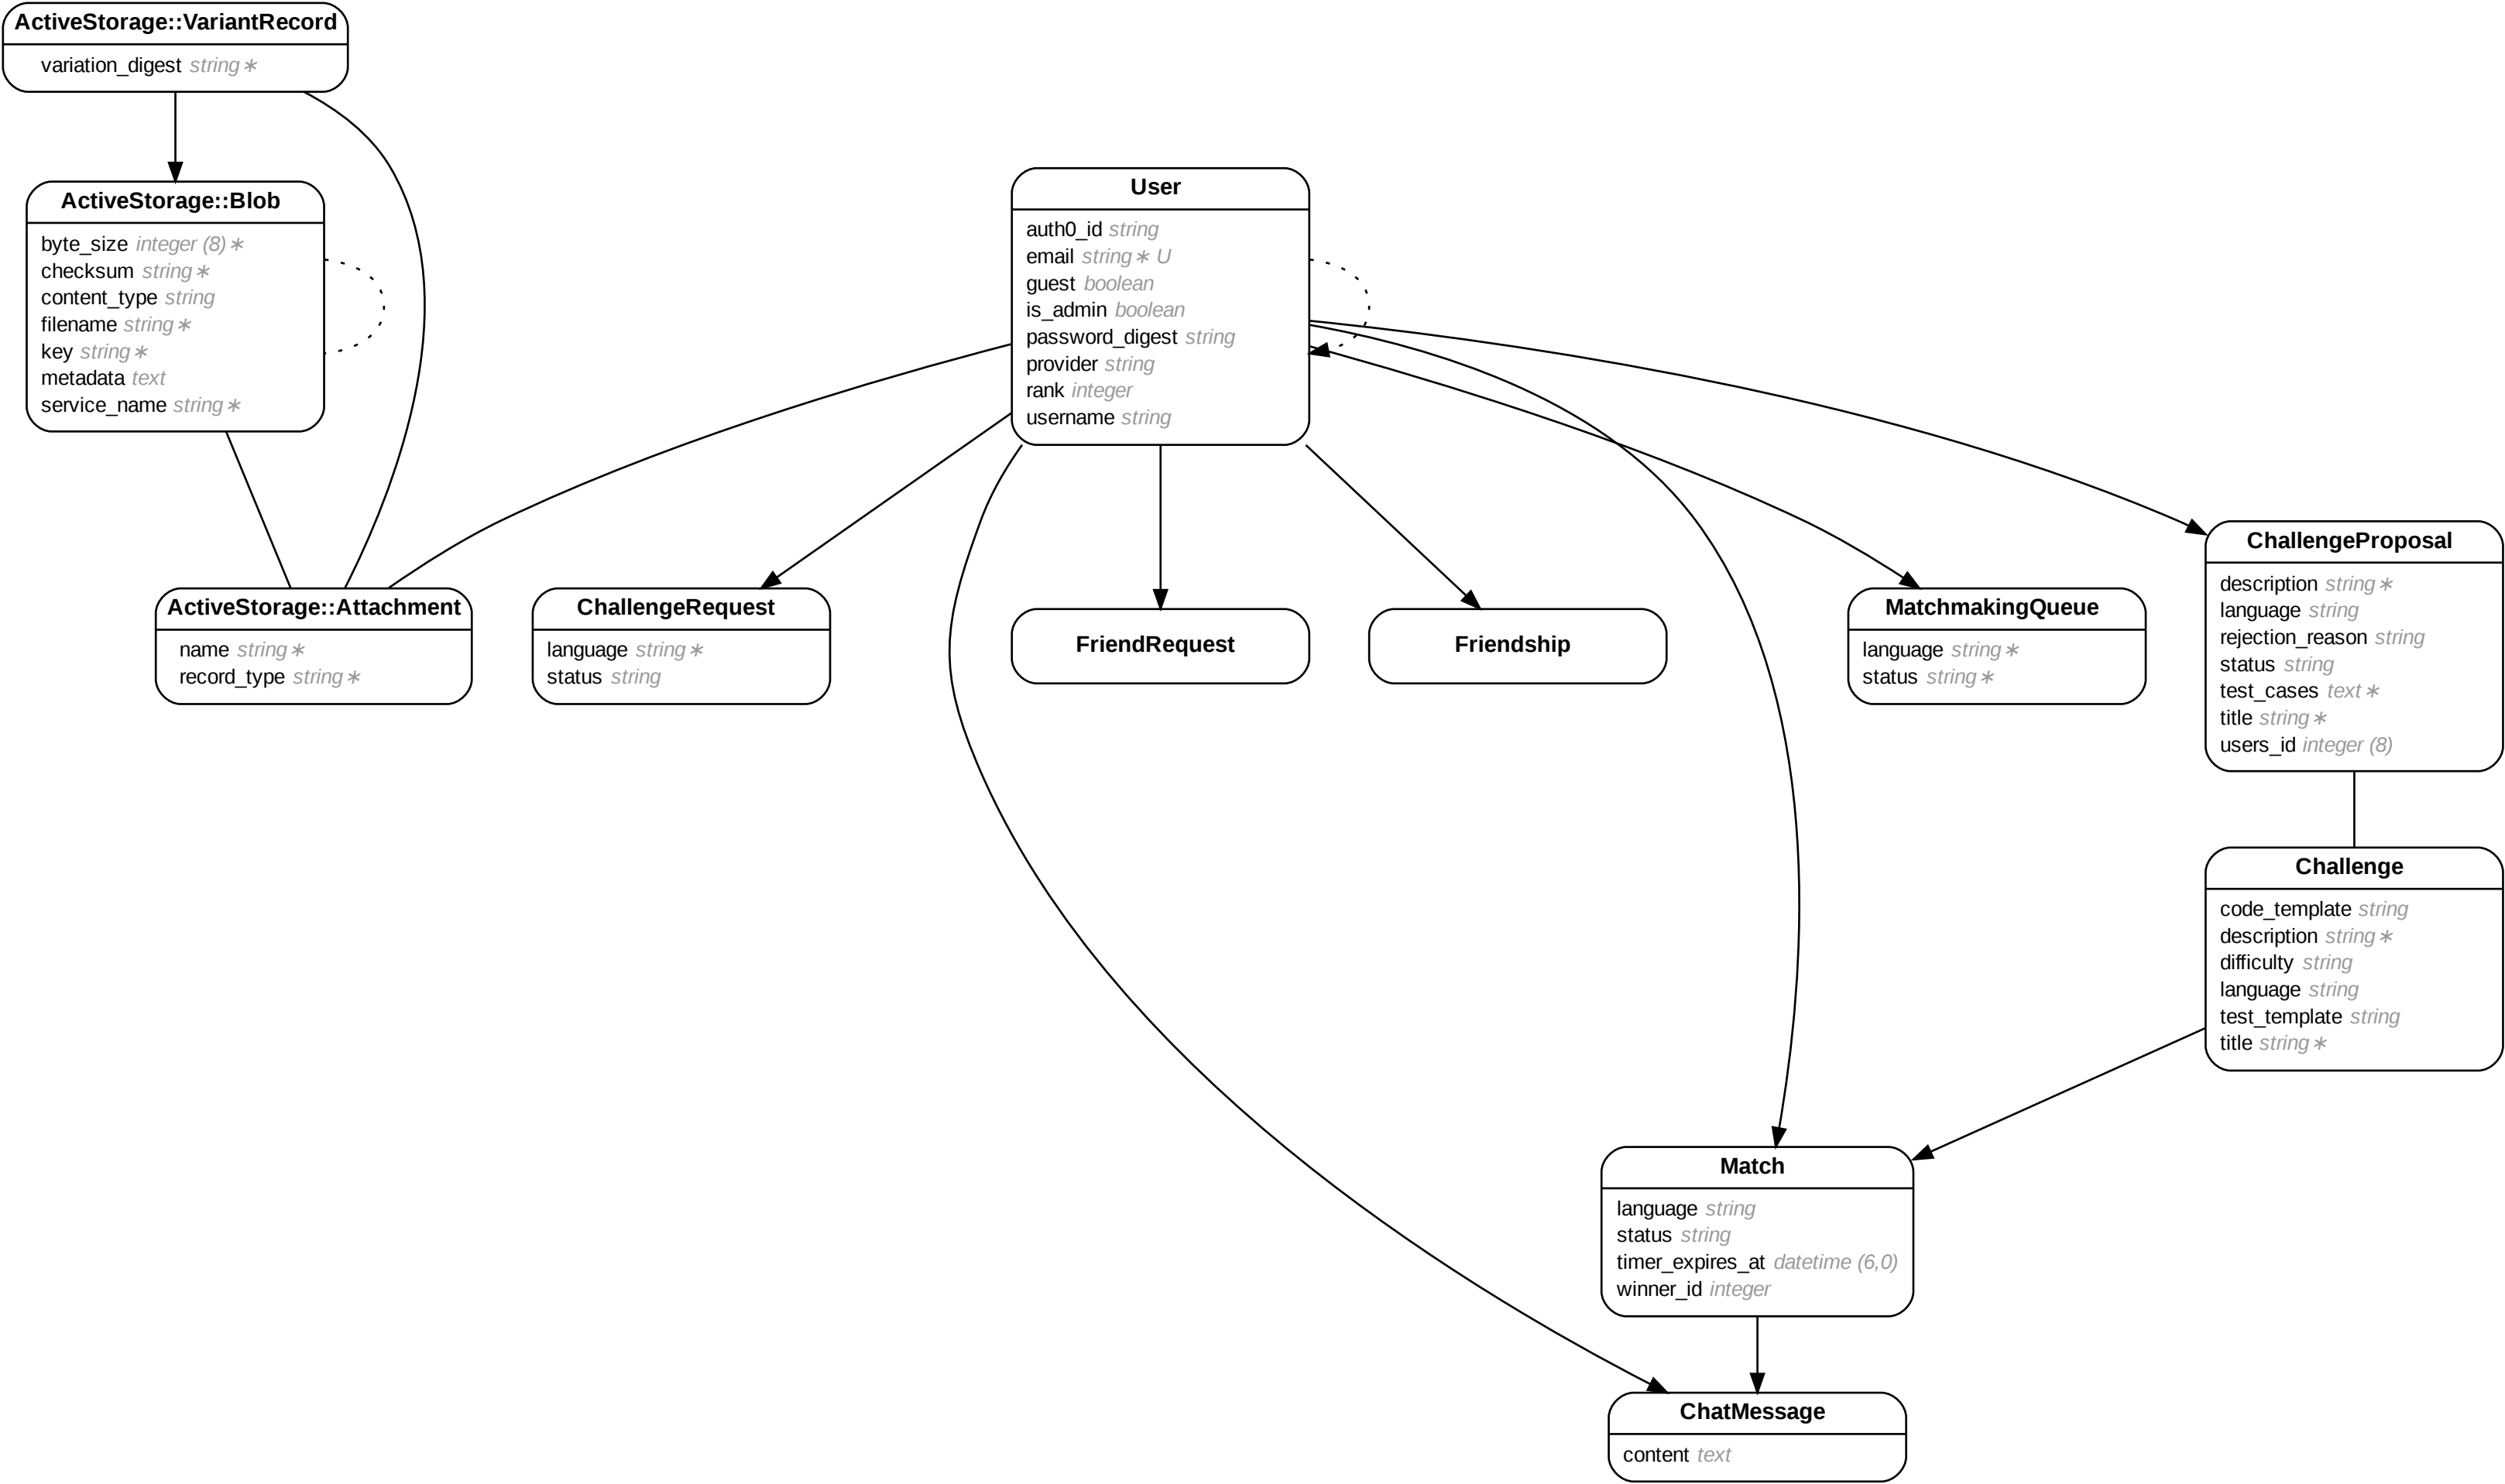 ActiveStorage::VariantRecord
variation_digest string∗
ActiveStorage::Blob
byte_size integer (8)∗
checksum string∗
content_type string
filename string∗
key string∗
metadata text
service_name string∗
User
auth0_id string
email string∗ U
guest boolean
is_admin boolean
password_digest string
provider string
rank integer
username string
ActiveStorage::Attachment
name string∗
record_type string∗
ChallengeRequest
language string∗
status string
FriendRequest
Friendship
MatchmakingQueue
language string∗
status string∗
ChallengeProposal
description string∗
language string
rejection_reason string
status string
test_cases text∗
title string∗
users_id integer (8)
Challenge
code_template string
description string∗
difficulty string
language string
test_template string
title string∗
Match
language string
status string
timer_expires_at datetime (6,0)
winner_id integer
ChatMessage
content text